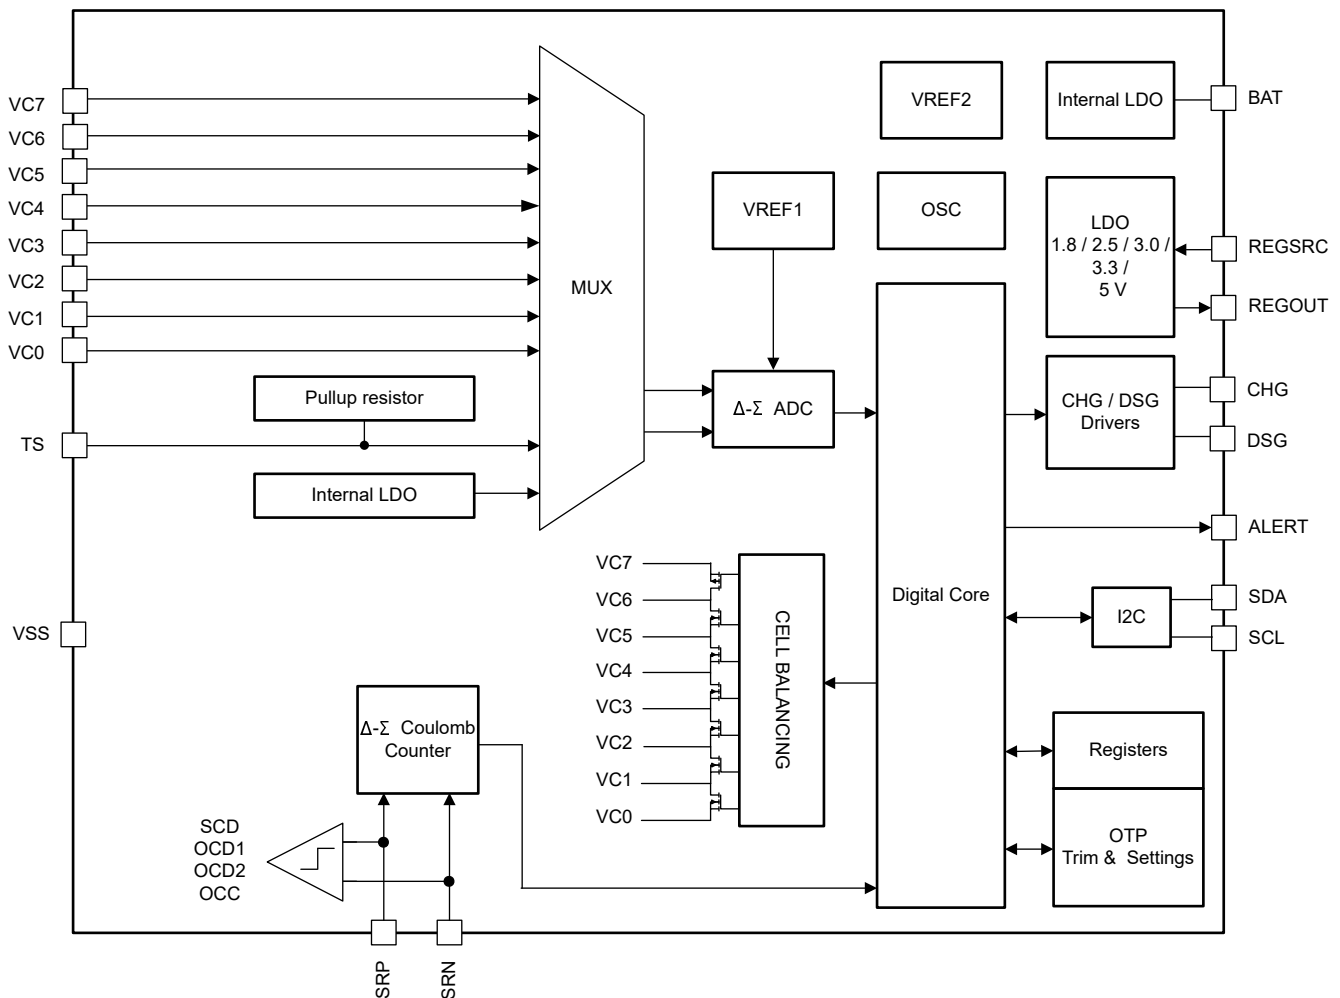 VC7
VC6
VC5
VC4
VC3
VC2
VC1
VC0
TS
VSS
Pullup resistor
Internal LDO
MUX
VREF1
Δ-Σ ADC
VREF2
OSC
Internal LDO
LDO
1.8 / 2.5 / 3.0 /
3.3 /
5 V
CHG / DSG
Drivers
BAT
REGSRC
REGOUT
CHG
DSG
ALERT
SDA
SCL
Digital Core
I2C
Registers
OTP
Trim & Settings
VC7
VC6
VC5
VC4
VC3
VC2
VC1
VC0
CELL BALANCING
Δ-Σ Coulomb
Counter
SCD
OCD1
OCD2
OCC
SRP
SRN